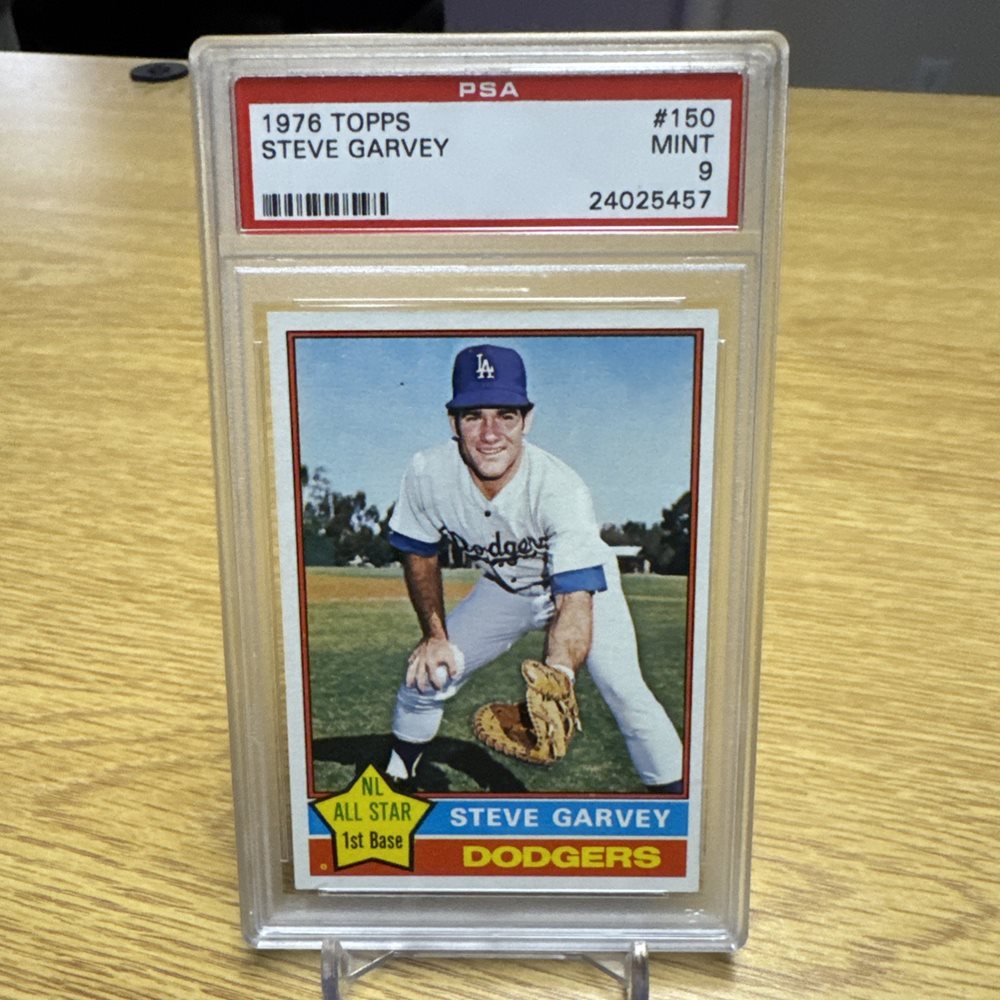 PSA
1976 TOPPS #150
STEVE GARVEY MINT
9
24025457
LA
Dodgers
NL
ALL STAR
1st Base
STEVE GARVEY
DODGERS